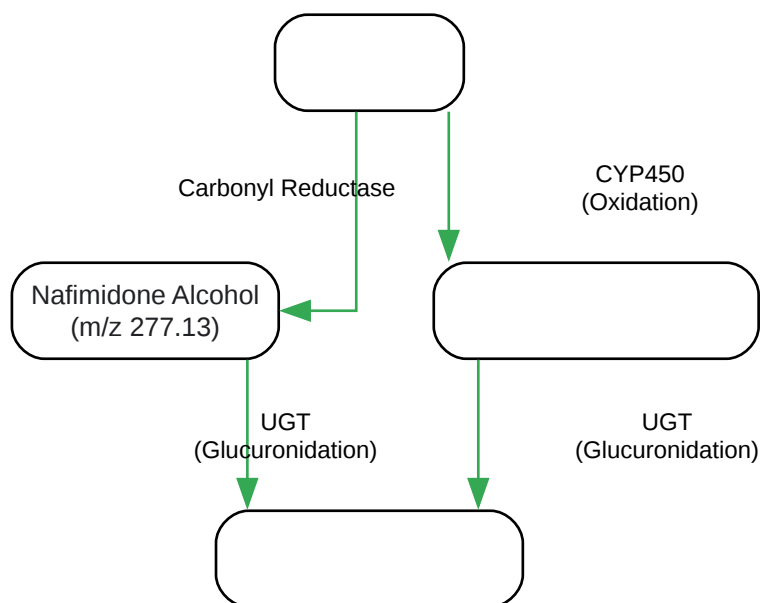 Carbonyl Reductase
CYP450
(Oxidation)
Nafimidone Alcohol
(m/z 277.13)
UGT
(Glucuronidation)
UGT
(Glucuronidation)